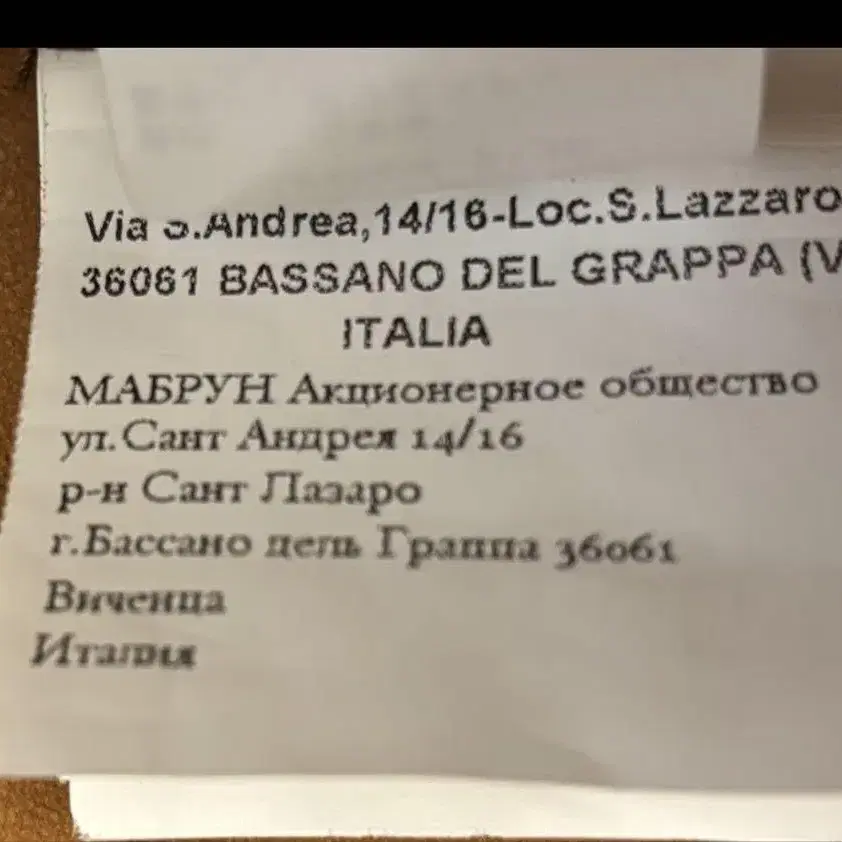 Via S.Andrea,14/16-Loc.S.Lazzaro
36061 BASSANO DEL GRAPPA (V
ITALIA
МАБРУН Акционерное общество
ул.Сант Андреа 14/16
р-н Сант Лазаро
г.Бассано дель Граппа 36061
Виченца
Италия